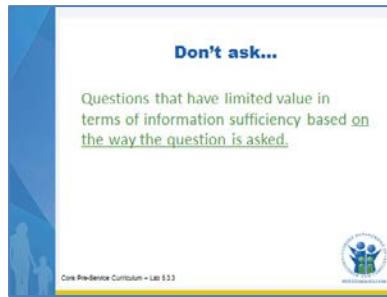 Don't ask...
Questions that have limited value in
terms of information sufficiency based on
the way the question is asked.
Core Pre-Service Curriculum – Lab 5.3.3